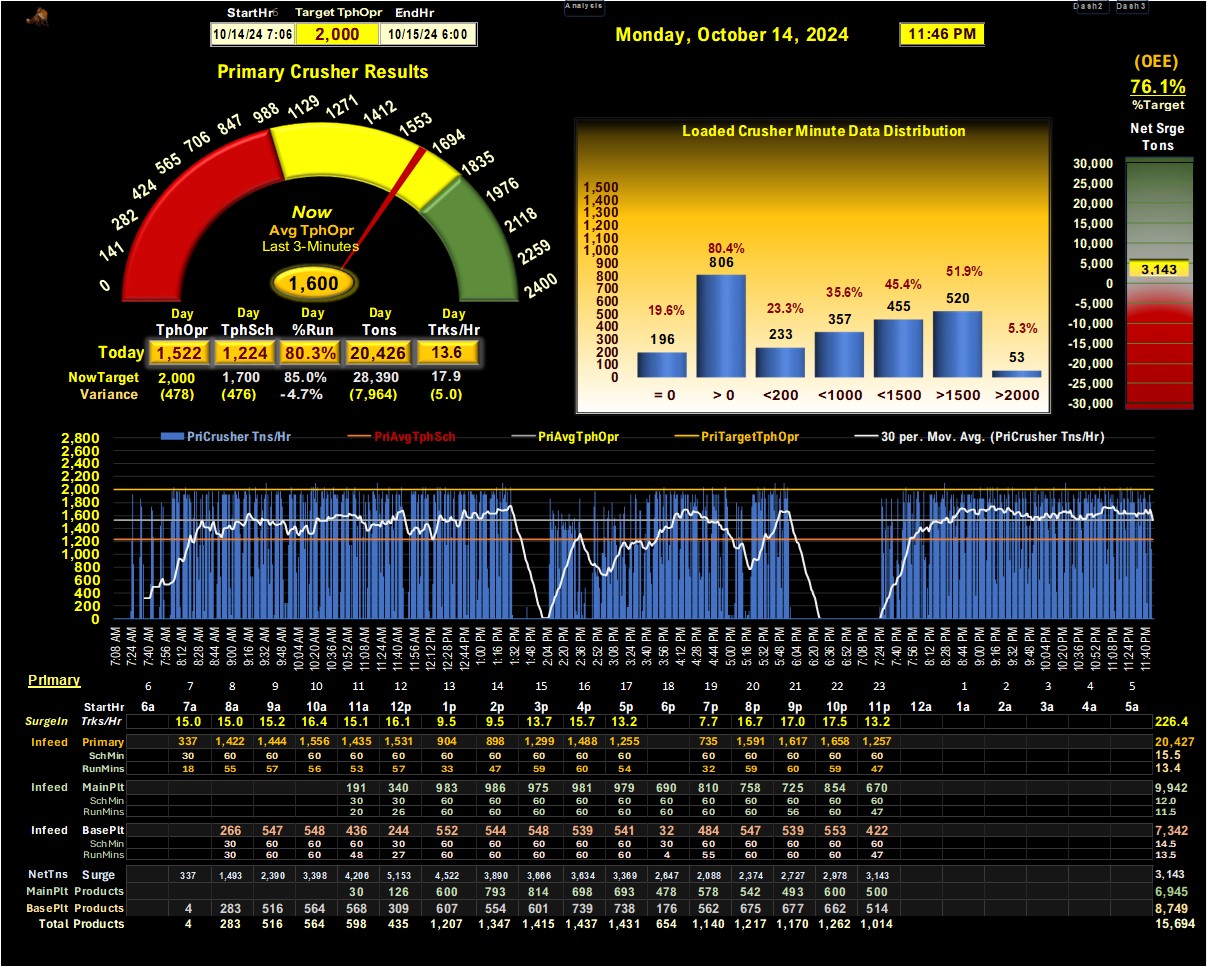 Analysis
Dash2 Dash3
StartHr6 Target TphOpr EndHr
10/14/24 7:06 2,000 10/15/24 6:00
Monday, October 14, 2024
11:46 PM
(OEE)
76.1%
%Target
Net Srge
Tons
30,000
25,000
20,000
15,000
10,000
5,000
3,143
0
-5,000
-10,000
-15,000
-20,000
-25,000
-30,000
Primary Crusher Results
0 141 282 424 565 706 847 988 1129 1271 1412 1553 1694 1835 1976 2118 2259 2400
Now
Avg TphOpr
Last 3-Minutes
1,600
Day Day Day Day Day
TphOpr TphSch %Run Tons Trks/Hr
Today 1,522 1,224 80.3% 20,426 13.6
NowTarget 2,000 1,700 85.0% 28,390 17.9
Variance (478) (476) -4.7% (7,964) (5.0)
Loaded Crusher Minute Data Distribution
1,500
1,400
1,300
1,200
1,100
1,000
900
800
700
600
500
400
300
200
100
0
19.6% 80.4% 23.3% 35.6% 45.4% 51.9% 5.3%
196 806 233 357 455 520 53
= 0 > 0 <200 <1000 <1500 >1500 >2000
PriCrusher Tns/Hr PriAvgTphSch PriAvgTphOpr PriTargetTphOpr 30 per. Mov. Avg. (PriCrusher Tns/Hr)
2,800
2,600
2,400
2,200
2,000
1,800
1,600
1,400
1,200
1,000
800
600
400
200
0
7:08 AM 7:24 AM 7:40 AM 7:56 AM 8:12 AM 8:28 AM 8:44 AM 9:00 AM 9:16 AM 9:32 AM 9:48 AM 10:04 AM 10:20 AM 10:36 AM 10:52 AM 11:08 AM 11:24 AM 11:40 AM 11:56 AM 12:12 PM 12:28 PM 12:44 PM 1:00 PM 1:16 PM 1:32 PM 1:48 PM 2:04 PM 2:20 PM 2:36 PM 2:52 PM 3:08 PM 3:24 PM 3:40 PM 3:56 PM 4:12 PM 4:28 PM 4:44 PM 5:00 PM 5:16 PM 5:32 PM 5:48 PM 6:04 PM 6:20 PM 6:36 PM 6:52 PM 7:08 PM 7:24 PM 7:40 PM 7:56 PM 8:12 PM 8:28 PM 8:44 PM 9:00 PM 9:16 PM 9:32 PM 9:48 PM 10:04 PM 10:20 PM 10:36 PM 10:52 PM 11:08 PM 11:24 PM 11:40 PM
Primary
6 7 8 9 10 11 12 13 14 15 16 17 18 19 20 21 22 23 1 2 3 4 5
StartHr 6a 7a 8a 9a 10a 11a 12p 1p 2p 3p 4p 5p 6p 7p 8p 9p 10p 11p 12a 1a 2a 3a 4a 5a
SurgeIn Trks/Hr 15.0 15.0 15.2 16.4 15.1 16.1 9.5 9.5 13.7 15.7 13.2 7.7 16.7 17.0 17.5 13.2 226.4
Infeed Primary 337 1,422 1,444 1,556 1,435 1,531 904 898 1,299 1,488 1,255 735 1,591 1,617 1,658 1,257 20,427
SchMin 30 60 60 60 60 60 60 60 60 60 60 60 60 60 60 60 15.5
RunMins 18 55 57 56 53 57 33 47 59 60 54 32 59 60 59 47 13.4
Infeed MainPlt 191 340 983 986 975 981 979 690 810 758 725 854 670 9,942
SchMin 30 30 60 60 60 60 60 60 60 60 60 60 60 12.0
RunMins 20 26 60 60 60 60 60 60 60 60 56 60 47 11.5
Infeed BasePlt 266 547 548 436 244 552 544 548 539 541 32 484 547 539 553 422 7,342
SchMin 30 60 60 60 30 60 60 60 60 60 30 60 60 60 60 60 14.5
RunMins 30 60 60 48 27 60 60 60 60 60 4 55 60 60 60 47 13.5
NetTns Surge 337 1,493 2,390 3,398 4,206 5,153 4,522 3,890 3,666 3,634 3,369 2,647 2,088 2,374 2,727 2,978 3,143 3,143
MainPlt Products 30 126 600 793 814 698 693 478 578 542 493 600 500 6,945
BasePlt Products 4 283 516 564 568 309 607 554 601 739 738 176 562 675 677 662 514 8,749
Total Products 4 283 516 564 598 435 1,207 1,347 1,415 1,437 1,431 654 1,140 1,217 1,170 1,262 1,014 15,694